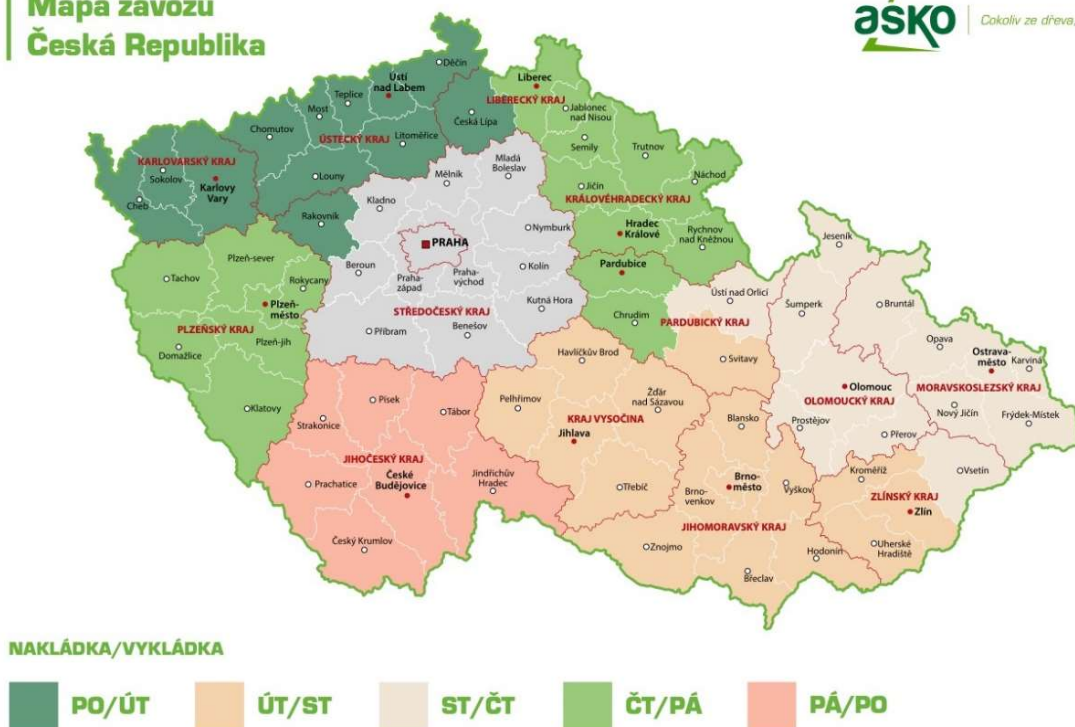 Mapa závozu
Česká Republika
aško
Cokoliv ze dřeva,
Děčín
Ústí
nad Labem
Teplice
Most
Chomutov
ÚSTECKÝ KRAJ
Litoměřice
Česká Lípa
Louny
Liberec
LIBERECKÝ KRAJ
Jablonec
nad Nisou
Semily
Trutnov
Náchod
Jičín
KRÁLOVÉHRADECKÝ KRAJ
Hradec
Králové
Rychnov
nad Kněžnou
KARLOVARSKÝ KRAJ
Sokolov
Karlovy
Vary
Cheb
Rakovník
Mladá
Boleslav
Mělník
Kladno
Nymburk
PRAHA
Beroun
Praha-
západ
Praha-
východ
Kolín
Kutná Hora
STŘEDOČESKÝ KRAJ
Příbram
Benešov
Tachov
Plzeň-sever
Rokycany
Plzeň-
město
PLZEŇSKÝ KRAJ
Plzeň-jih
Domažlice
Klatovy
Pardubice
Chrudim
Ústí nad Orlicí
PARDUBICKÝ KRAJ
Svitavy
Jeseník
Šumperk
Bruntál
Opava
Ostrava-
město
Karviná
MORAVSKOSLEZSKÝ KRAJ
Nový Jičín
Frýdek-Místek
Olomouc
OLOMOUCKÝ KRAJ
Prostějov
Přerov
Havlíčkův Brod
Pelhřimov
Žďár
nad Sázavou
KRAJ VYSOČINA
Jihlava
Třebíč
Písek
Tábor
Strakonice
JIHOČESKÝ KRAJ
České
Budějovice
Prachatice
Jindřichův
Hradec
Český Krumlov
Blansko
Brno-
město
Brno-
venkov
Vyškov
JIHOMORAVSKÝ KRAJ
Znojmo
Břeclav
Hodonín
Kroměříž
Vsetín
ZLÍNSKÝ KRAJ
Zlín
Uherské
Hradiště
NAKLÁDKA/VYKLÁDKA
PO/ÚT
ÚT/ST
ST/ČT
ČT/PÁ
PÁ/PO